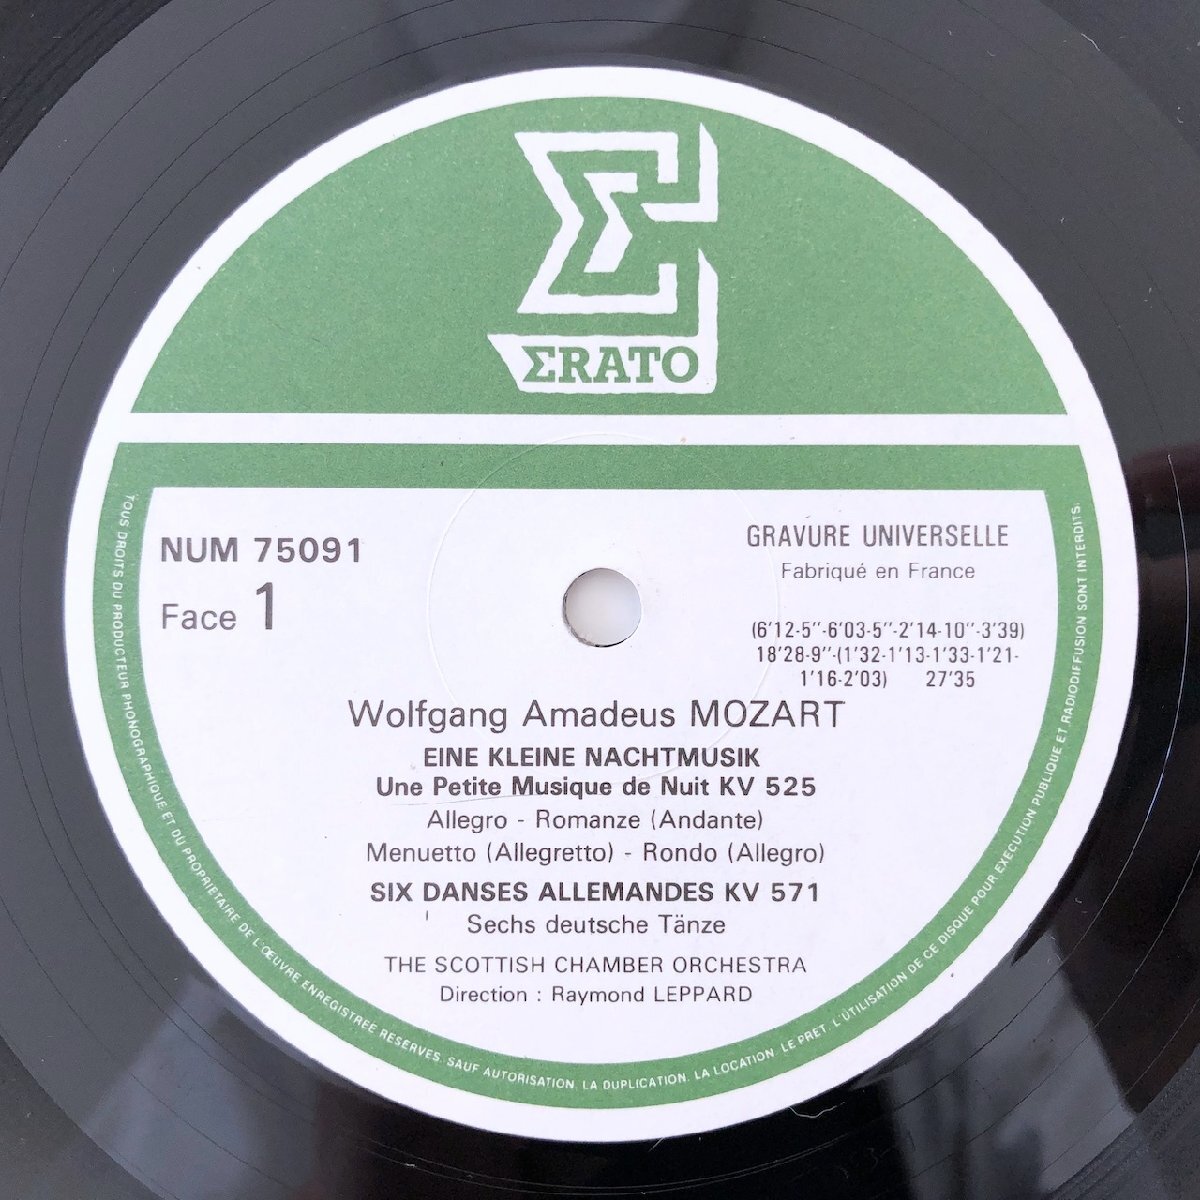 ΣRATO
NUM 75091
Face 1
GRAVURE UNIVERSELLE
Fabriqué en France
(6'12-5''-6'03-5''-2'14-10''-3'39)
18'28-9''-(1'32-1'13-1'33-1'21-
1'16-2'03) 27'35
Wolfgang Amadeus MOZART
EINE KLEINE NACHTMUSIK
Une Petite Musique de Nuit KV 525
Allegro - Romanze (Andante)
Menuetto (Allegretto) - Rondo (Allegro)
SIX DANSES ALLEMANDES KV 571
Sechs deutsche Tänze
THE SCOTTISH CHAMBER ORCHESTRA
Direction : Raymond LEPPARD
TOUS DROITS DU PRODUCTEUR PHONOGRAPHIQUE ET DU PROPRIETAIRE DE L'ŒUVRE ENREGISTREE RESERVES. SAUF AUTORISATION, LA DUPLICATION, LA LOCATION, LE PRET, L'UTILISATION DE CE DISQUE POUR EXECUTION PUBLIQUE ET RADIODIFFUSION SONT INTERDITS.